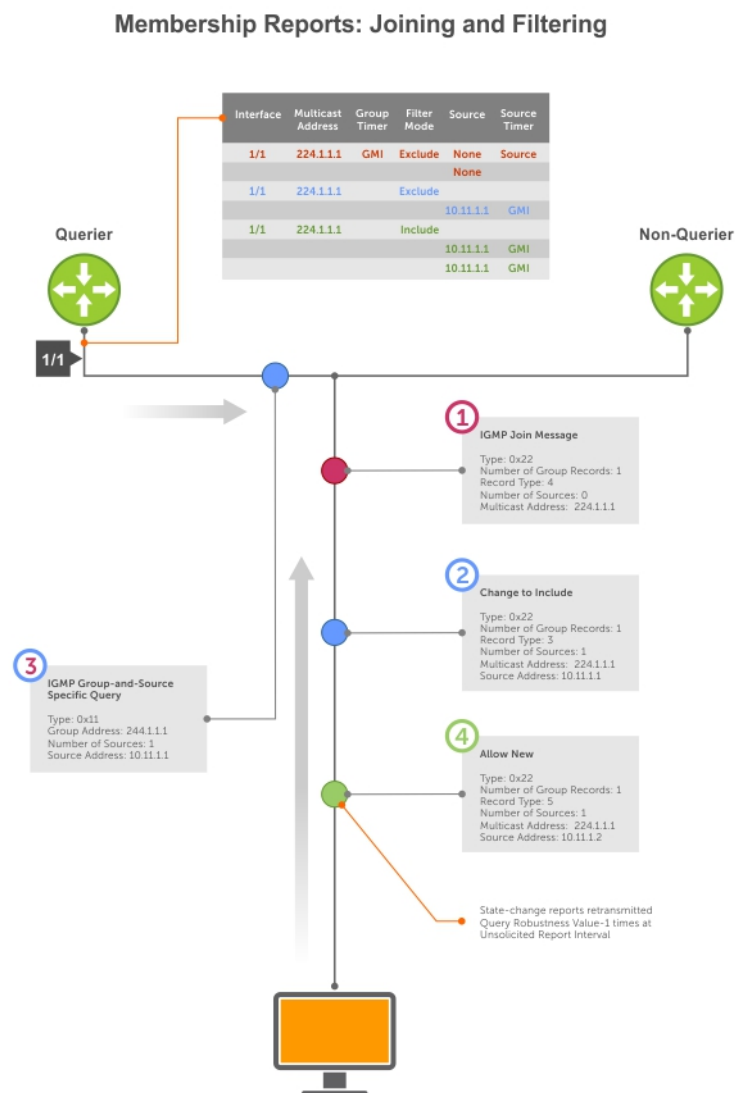 Membership Reports: Joining and Filtering
Interface Multicast Address Group Timer Filter Mode Source Source Timer
1/1 224.1.1.1 GMI Exclude None Source
None
1/1 224.1.1.1 Exclude
10.11.1.1 GMI
1/1 224.1.1.1 Include
10.11.1.1 GMI
10.11.1.1 GMI
Querier
Non-Querier
1/1
1
IGMP Join Message
Type: 0x22
Number of Group Records: 1
Record Type: 4
Number of Sources: 0
Multicast Address: 224.1.1.1
2
Change to Include
Type: 0x22
Number of Group Records: 1
Record Type: 3
Number of Sources: 1
Multicast Address: 224.1.1.1
Source Address: 10.11.1.1
3
IGMP Group-and-Source
Specific Query
Type: 0x11
Group Address: 244.1.1.1
Number of Sources: 1
Source Address: 10.11.1.1
4
Allow New
Type: 0x22
Number of Group Records: 1
Record Type: 5
Number of Sources: 1
Multicast Address: 224.1.1.1
Source Address: 10.11.1.2
State-change reports retransmitted
Query Robustness Value-1 times at
Unsolicited Report Interval